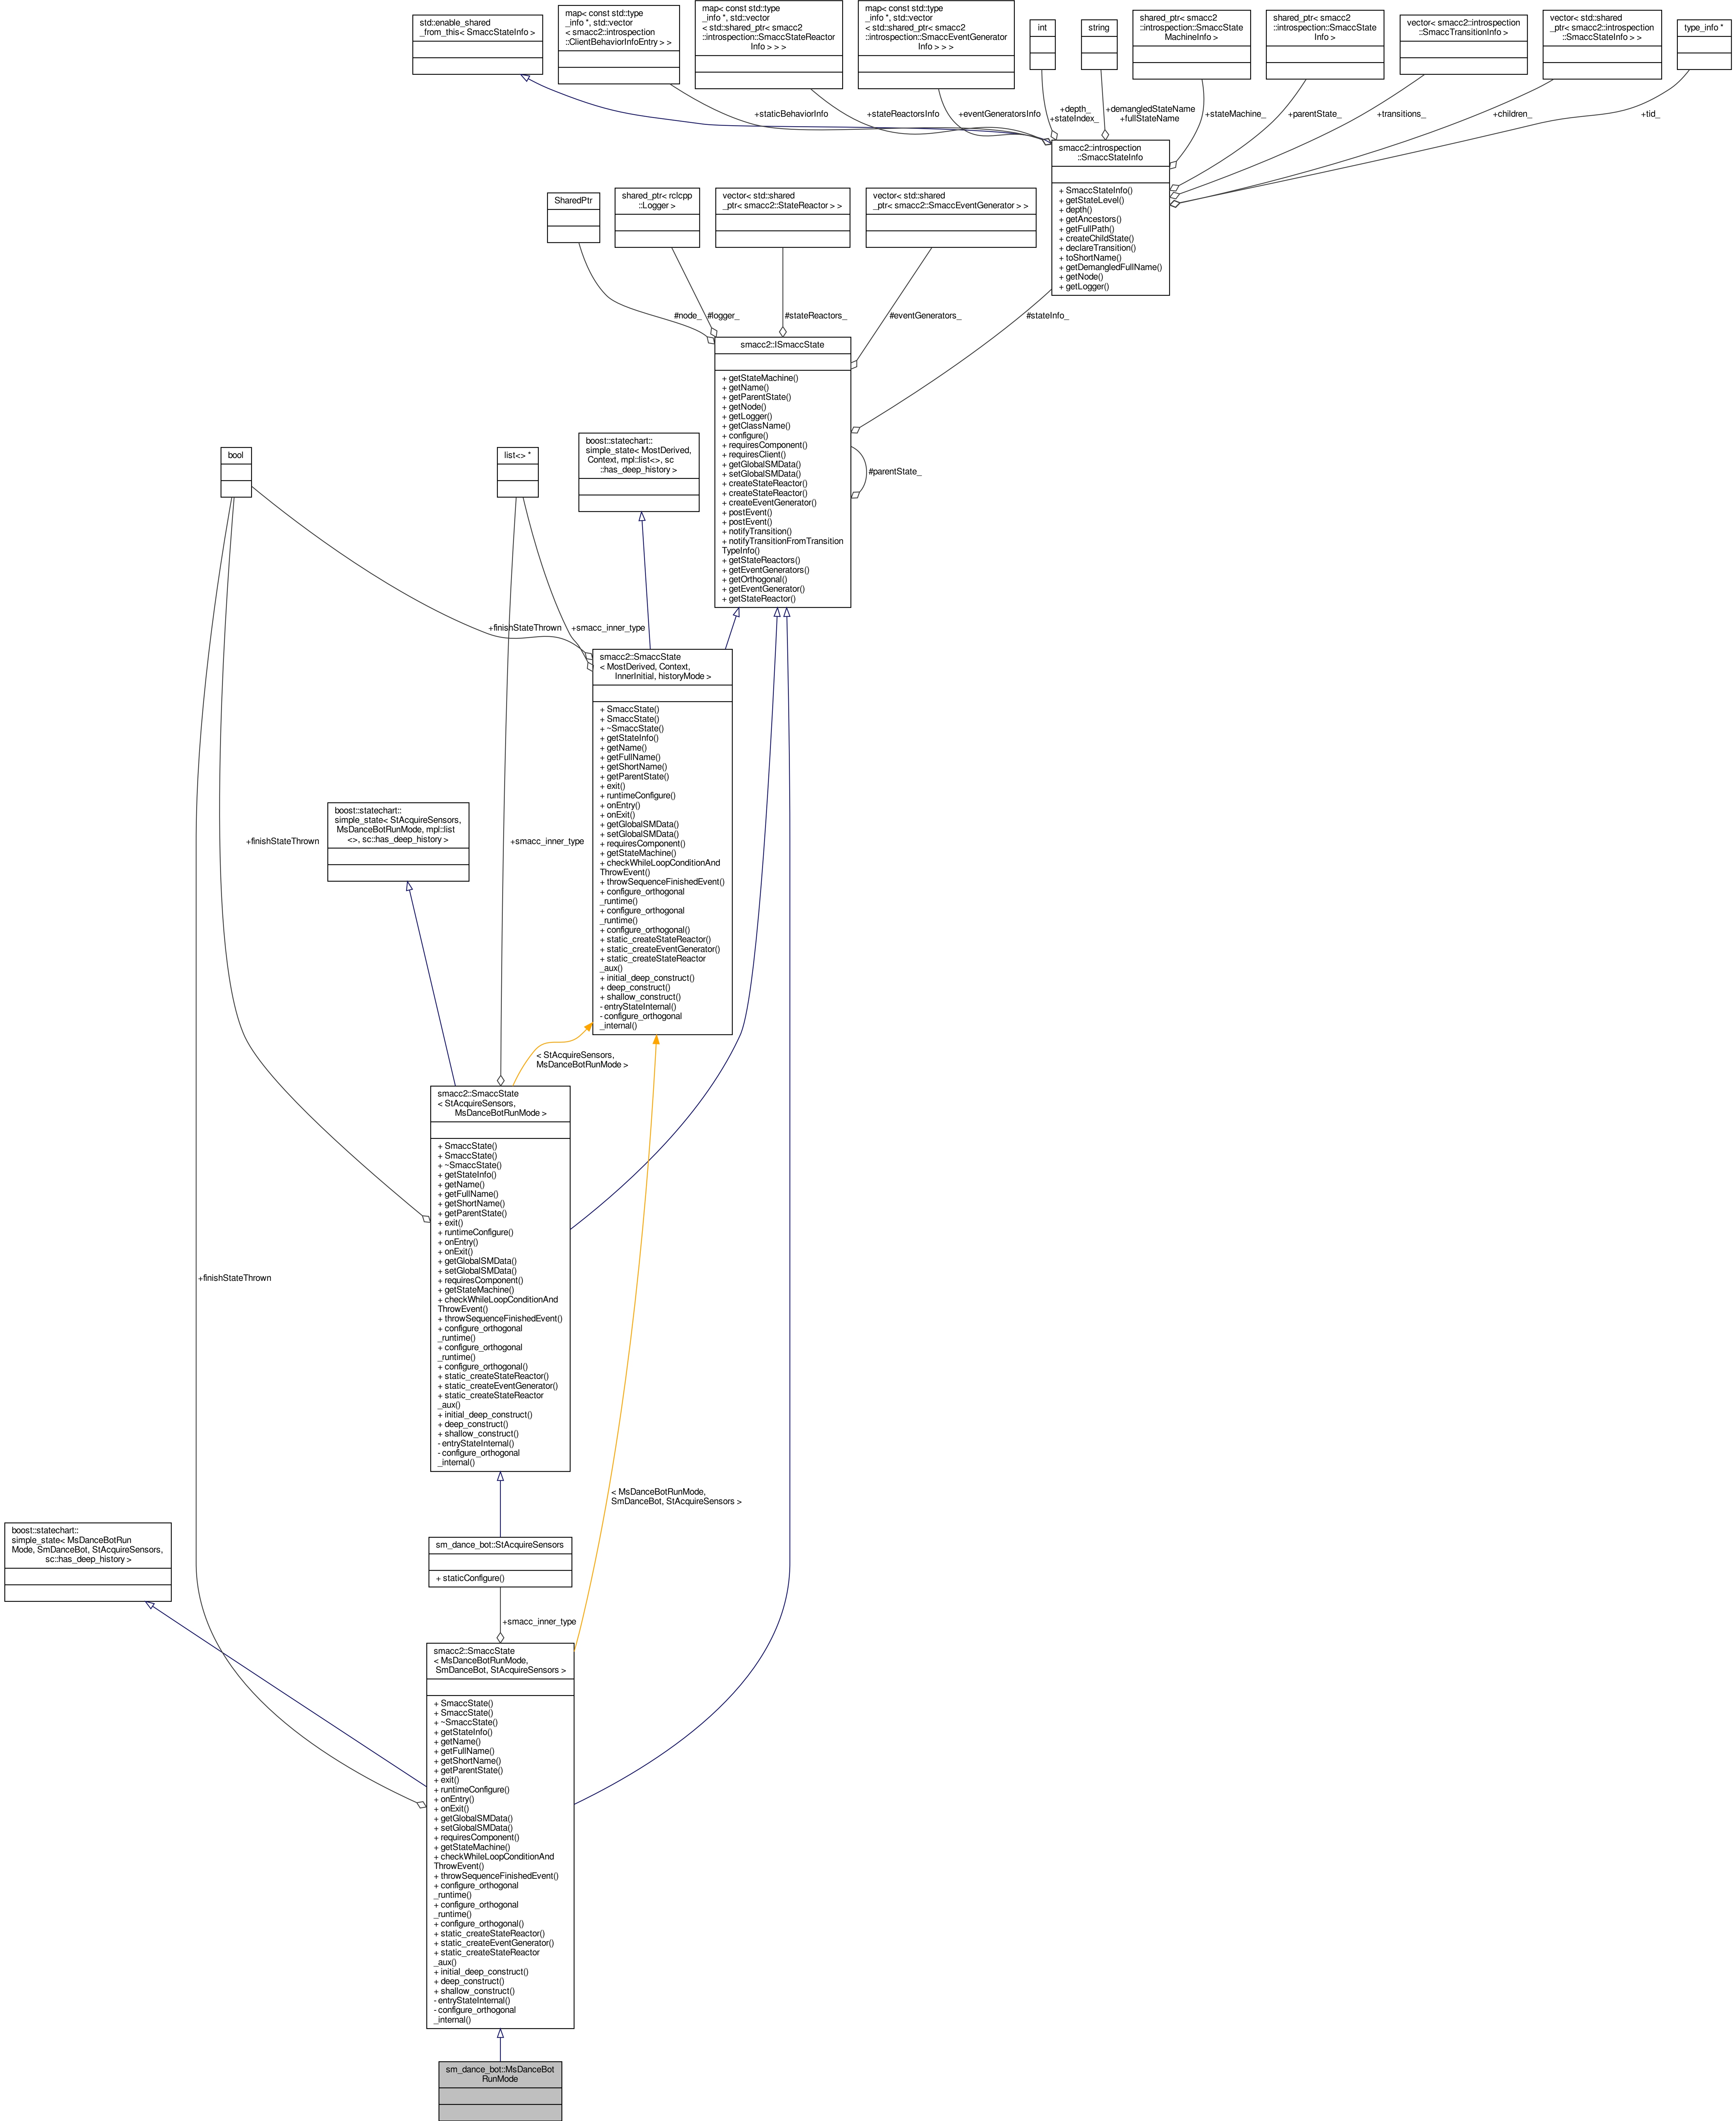 std::enable_shared
_from_this< SmaccStateInfo >
map< const std::type
_info *, std::vector
< smacc2::introspection
::ClientBehaviorInfoEntry > >
map< const std::type
_info *, std::vector
< std::shared_ptr< smacc2
::introspection::SmaccStateReactor
Info > > >
map< const std::type
_info *, std::vector
< std::shared_ptr< smacc2
::introspection::SmaccEventGenerator
Info > > >
int
string
shared_ptr< smacc2
::introspection::SmaccState
MachineInfo >
shared_ptr< smacc2
::introspection::SmaccState
Info >
vector< smacc2::introspection
::SmaccTransitionInfo >
vector< std::shared
_ptr< smacc2::introspection
::SmaccStateInfo > >
type_info *
+staticBehaviorInfo
+stateReactorsInfo
+eventGeneratorsInfo
+depth_
+stateIndex_
+demangledStateName
+fullStateName
+stateMachine_
+parentState_
+transitions_
+children_
+tid_
smacc2::introspection
::SmaccStateInfo
+ SmaccStateInfo()
+ getStateLevel()
+ depth()
+ getAncestors()
+ getFullPath()
+ createChildState()
+ declareTransition()
+ toShortName()
+ getDemangledFullName()
+ getNode()
+ getLogger()
SharedPtr
shared_ptr< rclcpp
::Logger >
vector< std::shared
_ptr< smacc2::StateReactor > >
vector< std::shared
_ptr< smacc2::SmaccEventGenerator > >
#node_
#logger_
#stateReactors_
#eventGenerators_
#stateInfo_
smacc2::ISmaccState
+ getStateMachine()
+ getName()
+ getParentState()
+ getNode()
+ getLogger()
+ getClassName()
+ configure()
+ requiresComponent()
+ requiresClient()
+ getGlobalSMData()
+ setGlobalSMData()
+ createStateReactor()
+ createStateReactor()
+ createEventGenerator()
+ postEvent()
+ postEvent()
+ notifyTransition()
+ notifyTransitionFromTransition
TypeInfo()
+ getStateReactors()
+ getEventGenerators()
+ getOrthogonal()
+ getEventGenerator()
+ getStateReactor()
#parentState_
bool
list<> *
boost::statechart::
simple_state< MostDerived,
Context, mpl::list<>, sc
::has_deep_history >
+finishStateThrown
+smacc_inner_type
smacc2::SmaccState
< MostDerived, Context,
InnerInitial, historyMode >
+ SmaccState()
+ SmaccState()
+ ~SmaccState()
+ getStateInfo()
+ getName()
+ getFullName()
+ getShortName()
+ getParentState()
+ exit()
+ runtimeConfigure()
+ onEntry()
+ onExit()
+ getGlobalSMData()
+ setGlobalSMData()
+ requiresComponent()
+ getStateMachine()
+ checkWhileLoopConditionAnd
ThrowEvent()
+ throwSequenceFinishedEvent()
+ configure_orthogonal
_runtime()
+ configure_orthogonal
_runtime()
+ configure_orthogonal()
+ static_createStateReactor()
+ static_createEventGenerator()
+ static_createStateReactor
_aux()
+ initial_deep_construct()
+ deep_construct()
+ shallow_construct()
- entryStateInternal()
- configure_orthogonal
_internal()
boost::statechart::
simple_state< StAcquireSensors,
MsDanceBotRunMode, mpl::list
<>, sc::has_deep_history >
+finishStateThrown
+smacc_inner_type
< StAcquireSensors,
MsDanceBotRunMode >
smacc2::SmaccState
< StAcquireSensors,
MsDanceBotRunMode >
+ SmaccState()
+ SmaccState()
+ ~SmaccState()
+ getStateInfo()
+ getName()
+ getFullName()
+ getShortName()
+ getParentState()
+ exit()
+ runtimeConfigure()
+ onEntry()
+ onExit()
+ getGlobalSMData()
+ setGlobalSMData()
+ requiresComponent()
+ getStateMachine()
+ checkWhileLoopConditionAnd
ThrowEvent()
+ throwSequenceFinishedEvent()
+ configure_orthogonal
_runtime()
+ configure_orthogonal
_runtime()
+ configure_orthogonal()
+ static_createStateReactor()
+ static_createEventGenerator()
+ static_createStateReactor
_aux()
+ initial_deep_construct()
+ deep_construct()
+ shallow_construct()
- entryStateInternal()
- configure_orthogonal
_internal()
+finishStateThrown
< MsDanceBotRunMode,
SmDanceBot, StAcquireSensors >
boost::statechart::
simple_state< MsDanceBotRun
Mode, SmDanceBot, StAcquireSensors,
sc::has_deep_history >
sm_dance_bot::StAcquireSensors
+ staticConfigure()
+smacc_inner_type
smacc2::SmaccState
< MsDanceBotRunMode,
SmDanceBot, StAcquireSensors >
+ SmaccState()
+ SmaccState()
+ ~SmaccState()
+ getStateInfo()
+ getName()
+ getFullName()
+ getShortName()
+ getParentState()
+ exit()
+ runtimeConfigure()
+ onEntry()
+ onExit()
+ getGlobalSMData()
+ setGlobalSMData()
+ requiresComponent()
+ getStateMachine()
+ checkWhileLoopConditionAnd
ThrowEvent()
+ throwSequenceFinishedEvent()
+ configure_orthogonal
_runtime()
+ configure_orthogonal
_runtime()
+ configure_orthogonal()
+ static_createStateReactor()
+ static_createEventGenerator()
+ static_createStateReactor
_aux()
+ initial_deep_construct()
+ deep_construct()
+ shallow_construct()
- entryStateInternal()
- configure_orthogonal
_internal()
sm_dance_bot::MsDanceBot
RunMode